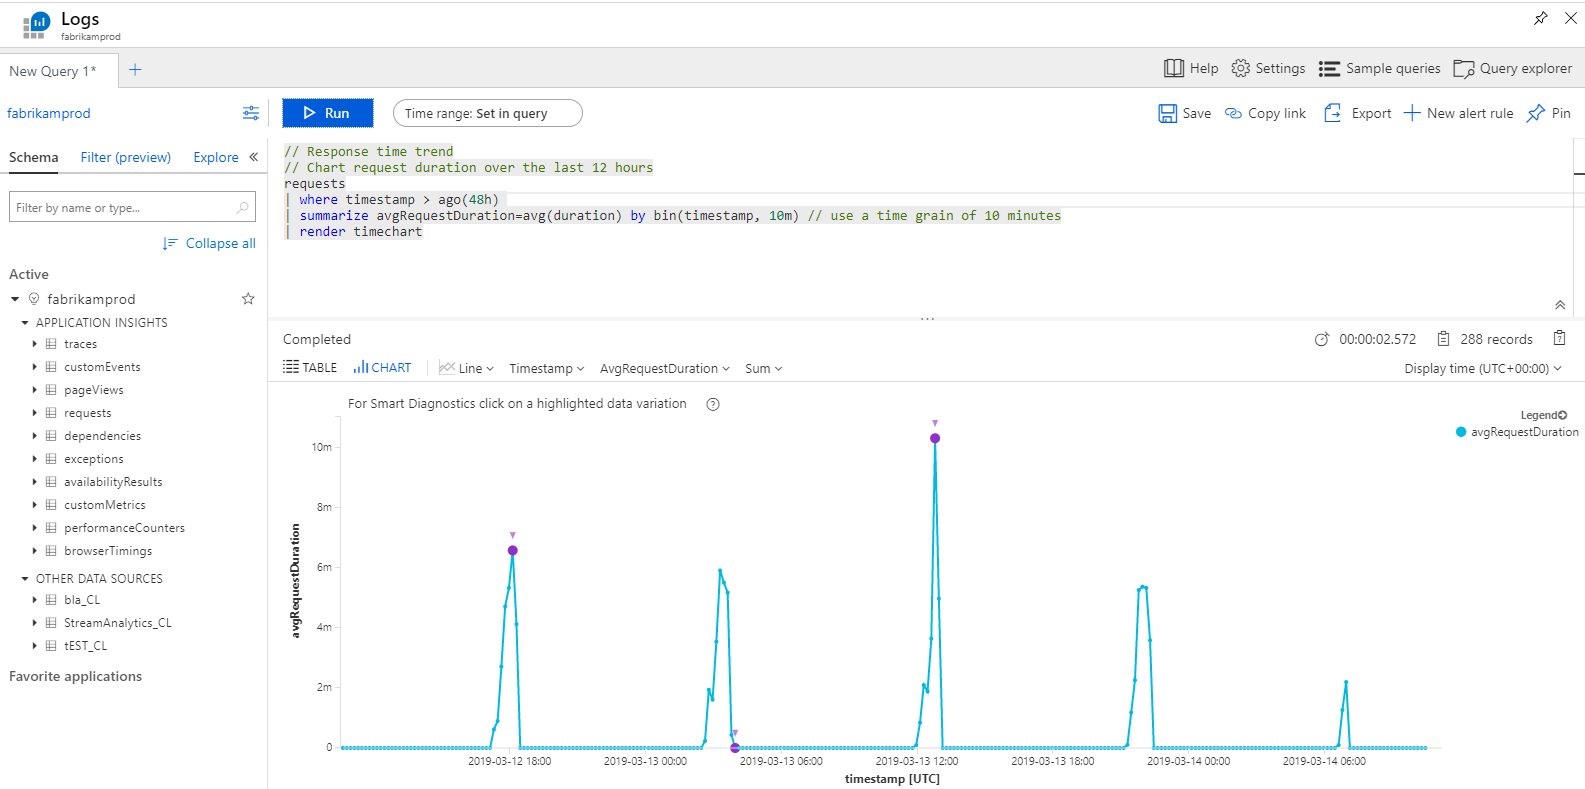 Logs
fabrikamprod
New Query 1*
Help
Settings
Sample queries
Query explorer
fabrikamprod
Run
Time range: Set in query
Save
Copy link
Export
New alert rule
Pin
Schema
Filter (preview)
Explore
Filter by name or type...
Collapse all
Active
fabrikamprod
APPLICATION INSIGHTS
traces
customEvents
pageViews
requests
dependencies
exceptions
availabilityResults
customMetrics
performanceCounters
browserTimings
OTHER DATA SOURCES
bla_CL
StreamAnalytics_CL
tEST_CL
Favorite applications
// Response time trend
// Chart request duration over the last 12 hours
requests
| where timestamp > ago(48h)
| summarize avgRequestDuration=avg(duration) by bin(timestamp, 10m) // use a time grain of 10 minutes
| render timechart
Completed
00:00:02.572
288 records
TABLE
CHART
Line
Timestamp
AvgRequestDuration
Sum
Display time (UTC+00:00)
For Smart Diagnostics click on a highlighted data variation
Legend
avgRequestDuration
avgRequestDuration
10m
8m
6m
4m
2m
0
2019-03-12 18:00
2019-03-13 00:00
2019-03-13 06:00
2019-03-13 12:00
2019-03-13 18:00
2019-03-14 00:00
2019-03-14 06:00
timestamp [UTC]